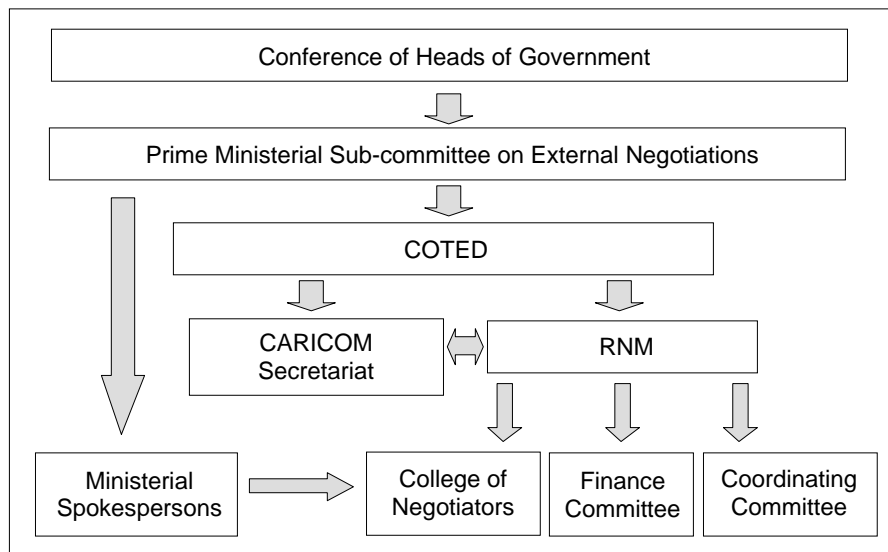 Conference of Heads of Government
Prime Ministerial Sub-committee on External Negotiations
COTED
CARICOM
Secretariat
RNM
Ministerial
Spokespersons
College of
Negotiators
Finance
Committee
Coordinating
Committee